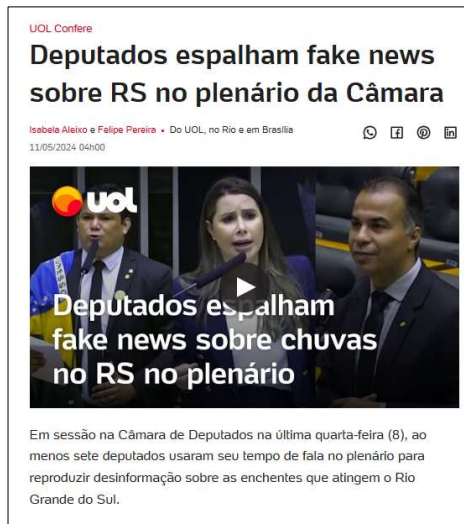 UOL Confere
Deputados espalham fake news
sobre RS no plenário da Câmara
Isabela Aleixo e Felipe Pereira • Do UOL, no Rio e em Brasília
11/05/2024 04h00
uol
Deputados espalham
fake news sobre chuvas
no RS no plenário
Em sessão na Câmara de Deputados na última quarta-feira (8), ao
menos sete deputados usaram seu tempo de fala no plenário para
reproduzir desinformação sobre as enchentes que atingem o Rio
Grande do Sul.